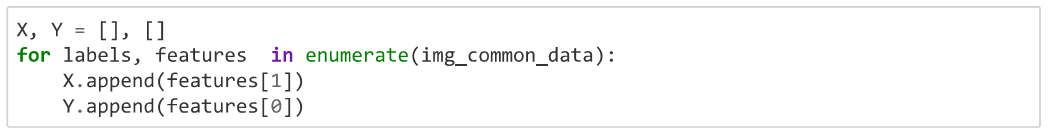 X, Y = [], []
for labels, features  in enumerate(img_common_data):
    X.append(features[1])
    Y.append(features[0])